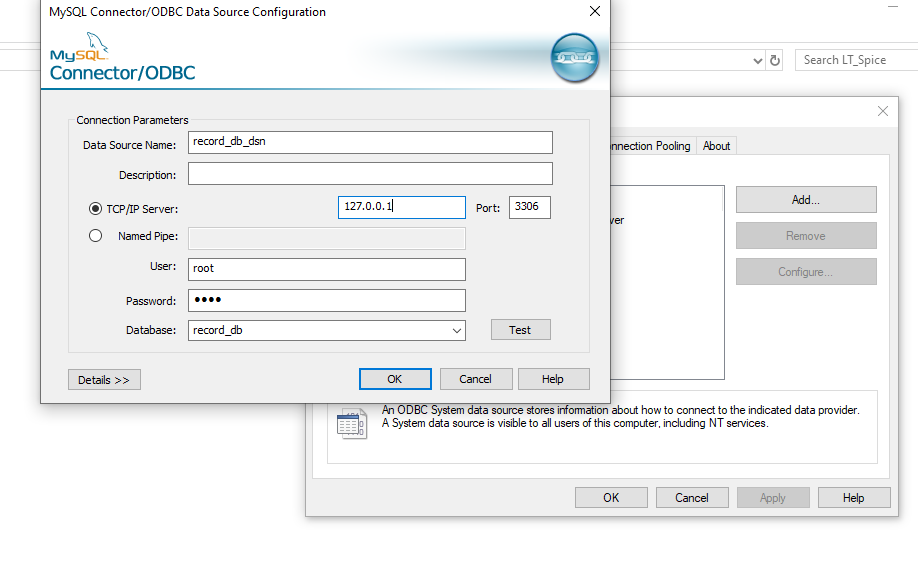 MySQL Connector/ODBC Data Source Configuration
MySQL
Connector/ODBC
Connection Parameters
Data Source Name: record_db_dsn
Description:
TCP/IP Server: 127.0.0.1 Port: 3306
Named Pipe:
User: root
Password: ••••
Database: record_db Test
Details >> OK Cancel Help
Search LT_Spice
nnection Pooling About
ver
Add...
Remove
Configure...
An ODBC System data source stores information about how to connect to the indicated data provider.
A System data source is visible to all users of this computer, including NT services.
OK Cancel Apply Help